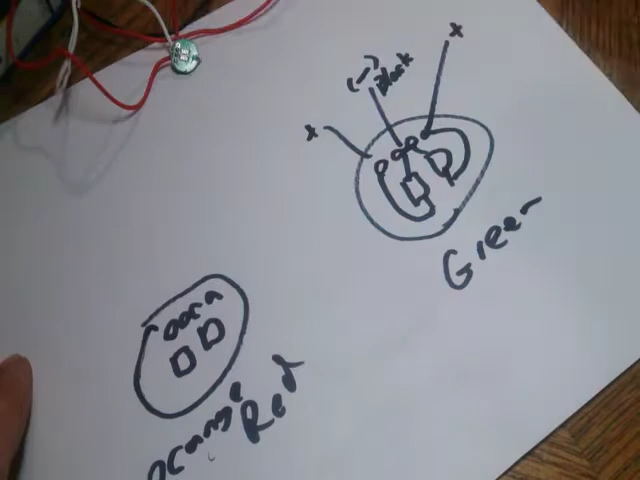 +
(-)
Black
+
Green
Orange
Red